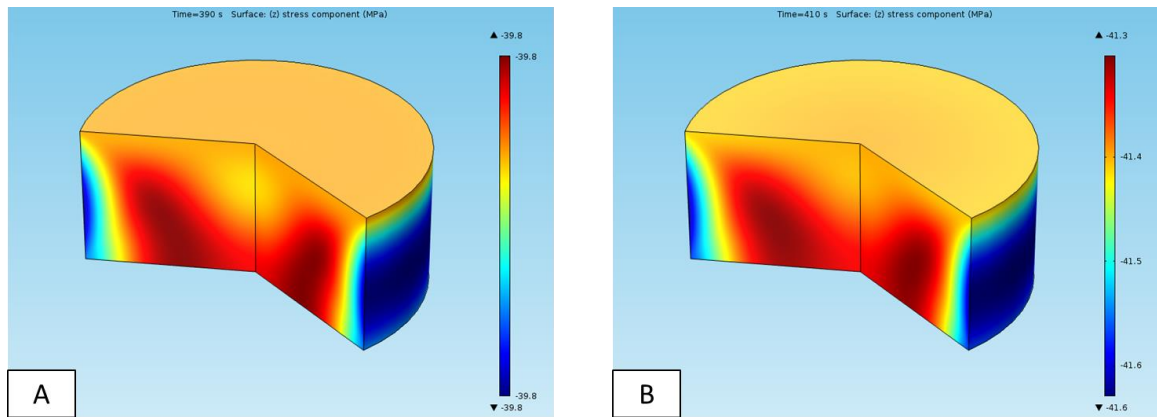 Time=390 s Surface: (z) stress component (MPa)
▲ -39.8
-39.8
-39.8
▼ -39.8
A
Time=410 s Surface: (z) stress component (MPa)
▲ -41.3
-41.4
-41.5
-41.6
▼ -41.6
B